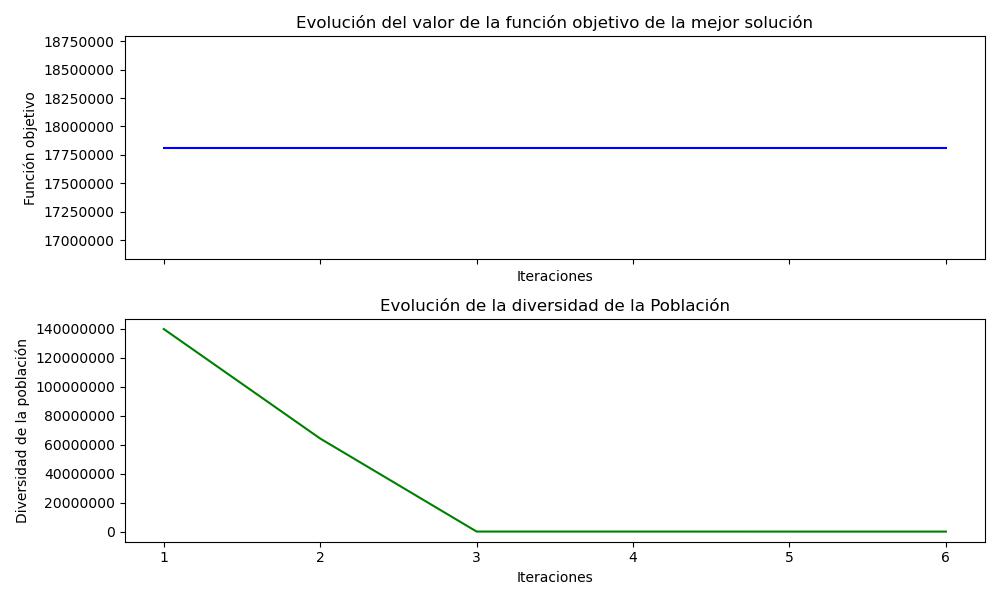 Evolución del valor de la función objetivo de la mejor solución
18750000
18500000
18250000
18000000
17750000
17500000
17250000
17000000
Función objetivo
Iteraciones
Evolución de la diversidad de la Población
140000000
120000000
100000000
80000000
60000000
40000000
20000000
0
Diversidad de la población
1 2 3 4 5 6
Iteraciones